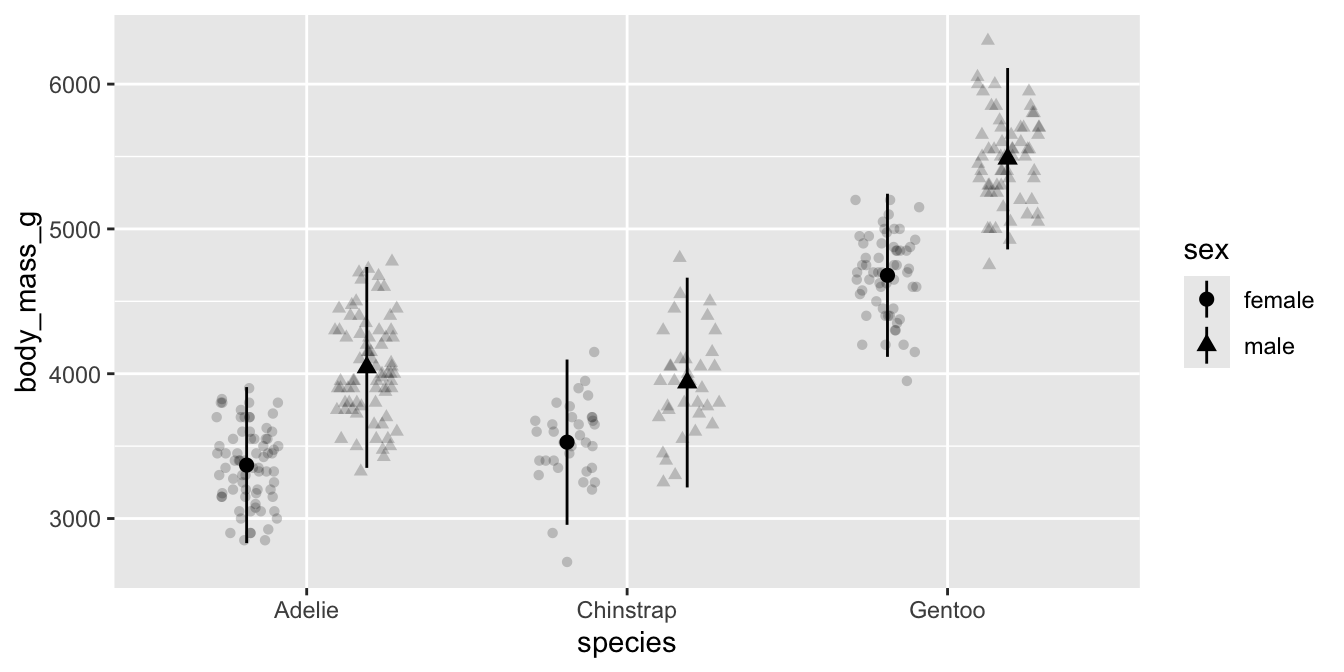 body_mass_g
6000
5000
4000
3000
Adelie
Chinstrap
Gentoo
species
sex
female
male